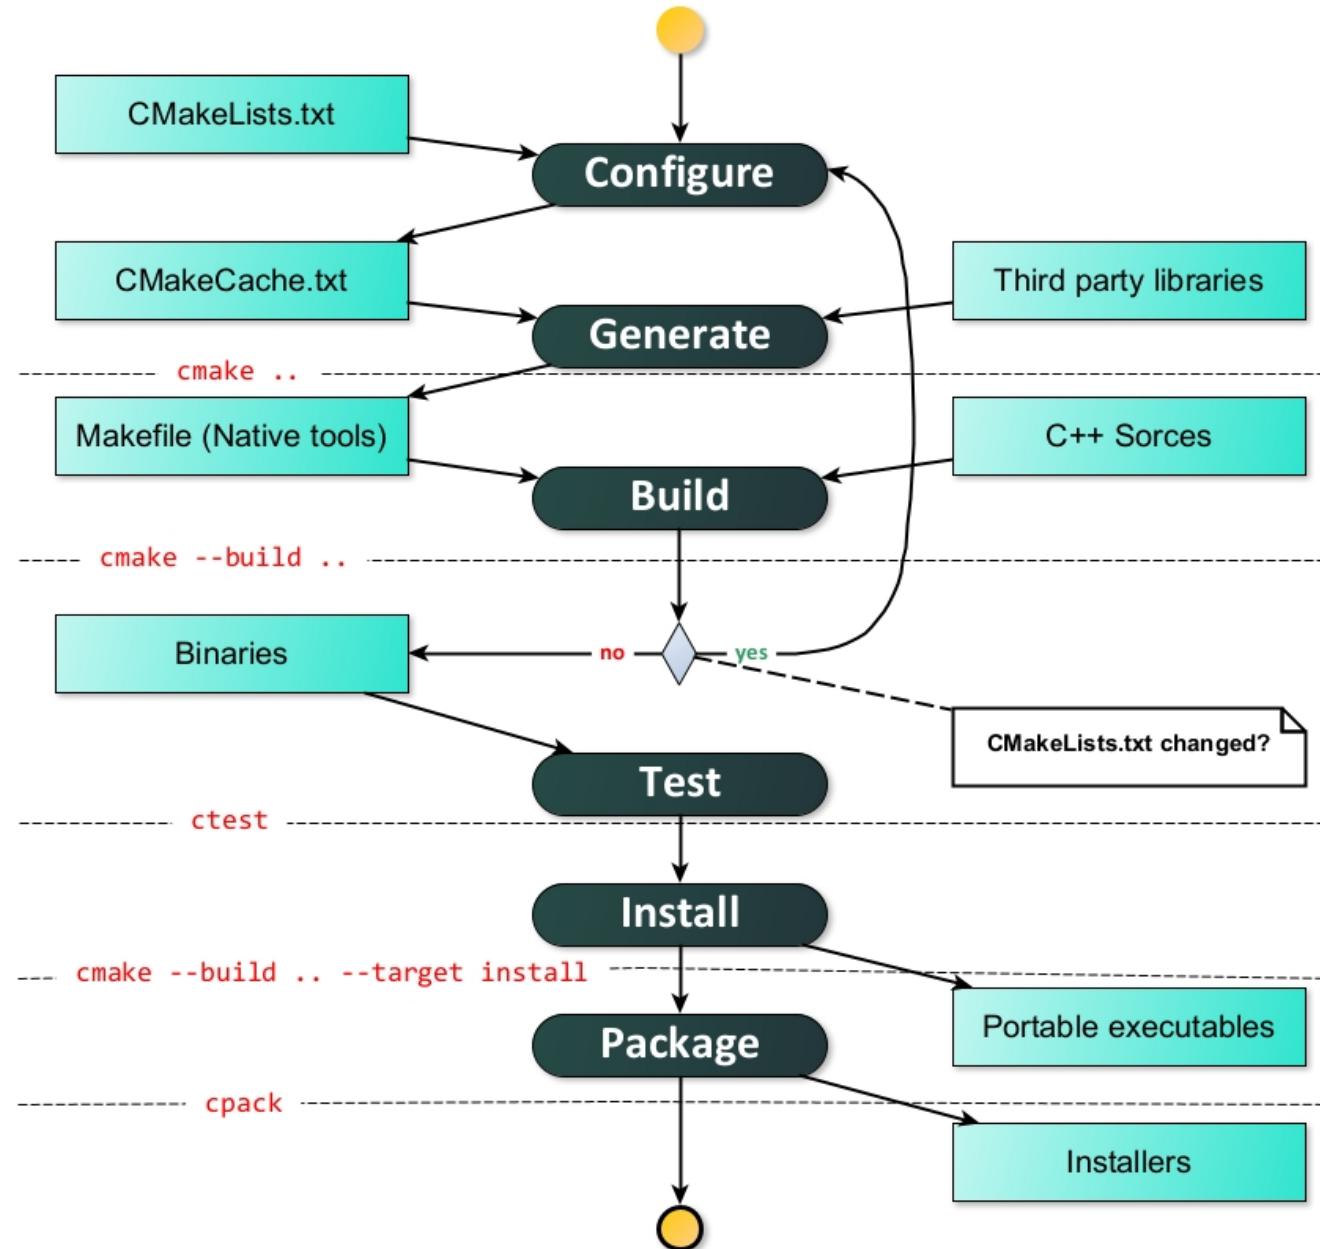 CMakeLists.txt
Configure
CMakeCache.txt
Third party libraries
Generate
cmake ..
Makefile (Native tools)
C++ Sorces
Build
cmake --build ..
Binaries
no
yes
CMakeLists.txt changed?
Test
ctest
Install
cmake --build .. --target install
Portable executables
Package
cpack
Installers